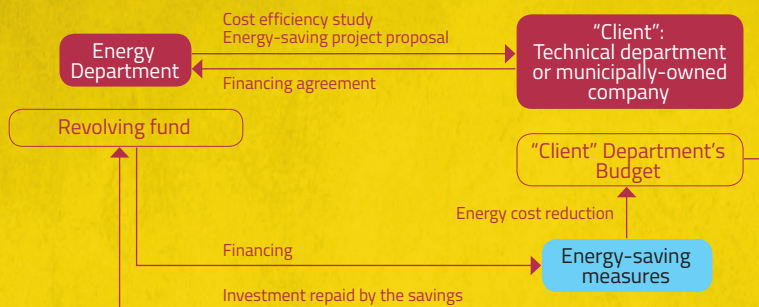 Cost efficiency study
Energy-saving project proposal
Energy
Department
Financing agreement
“Client”:
Technical department
or municipally-owned
company
Revolving fund
“Client” Department’s
Budget
Energy cost reduction
Financing
Energy-saving
measures
Investment repaid by the savings